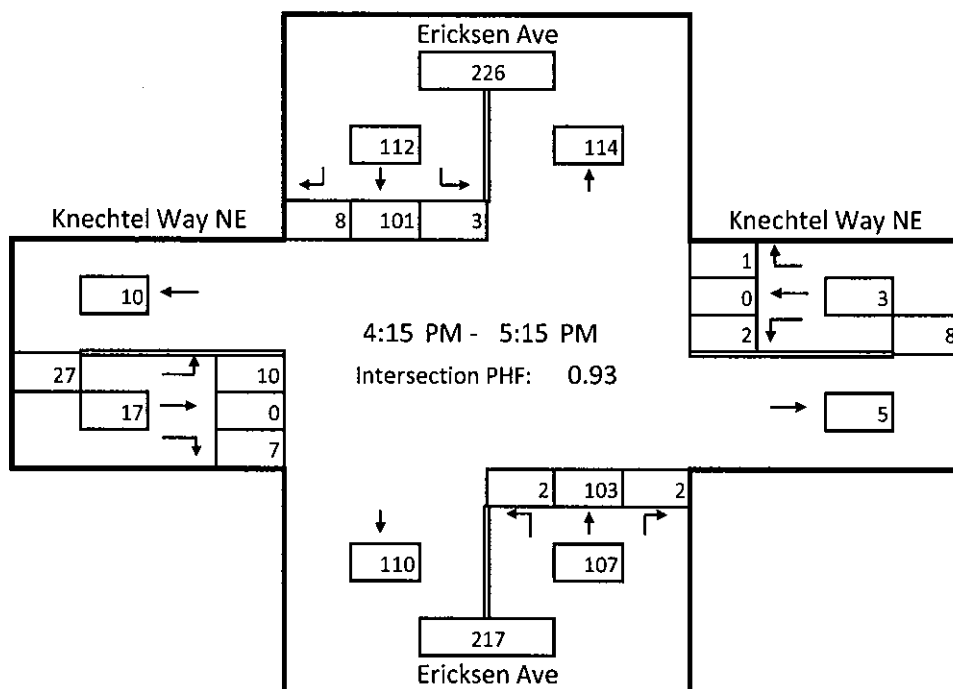 Ericksen Ave
226
112
114
8 101 3
Knechtel Way NE
Knechtel Way NE
10
1
0
2
3
8
4:15 PM - 5:15 PM
Intersection PHF: 0.93
27
17
10
0
7
5
2 103 2
110
107
217
Ericksen Ave